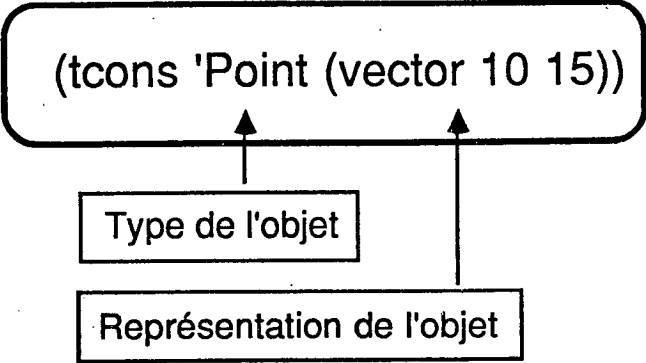 (tcons 'Point (vector 10 15))
Type de l'objet
Représentation de l'objet